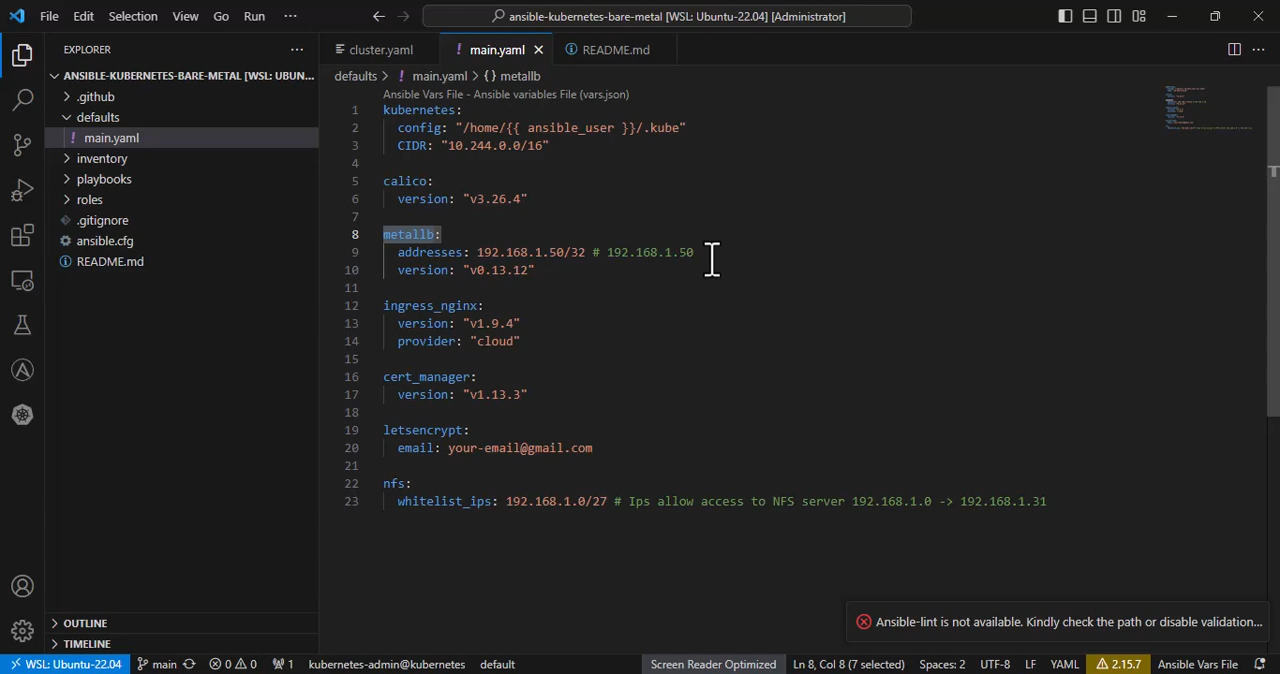 File Edit Selection View Go Run ···
ansible-kubernetes-bare-metal [WSL: Ubuntu-22.04] [Administrator]
EXPLORER ···
cluster.yaml
! main.yaml
README.md
ANSIBLE-KUBERNETES-BARE-METAL [WSL: UBUN...
.github
defaults
! main.yaml
inventory
playbooks
roles
.gitignore
ansible.cfg
README.md
OUTLINE
TIMELINE
defaults > ! main.yaml > {} metallb
Ansible Vars File - Ansible variables File (vars.json)
1 kubernetes:
2 config: "/home/{{ ansible_user }}/.kube"
3 CIDR: "10.244.0.0/16"
4
5 calico:
6 version: "v3.26.4"
7
8 metallb:
9 addresses: 192.168.1.50/32 # 192.168.1.50
10 version: "v0.13.12"
11
12 ingress_nginx:
13 version: "v1.9.4"
14 provider: "cloud"
15
16 cert_manager:
17 version: "v1.13.3"
18
19 letsencrypt:
20 email: your-email@gmail.com
21
22 nfs:
23 whitelist_ips: 192.168.1.0/27 # Ips allow access to NFS server 192.168.1.0 -> 192.168.1.31
Ansible-lint is not available. Kindly check the path or disable validation...
WSL: Ubuntu-22.04 main 0 0 1 kubernetes-admin@kubernetes default Screen Reader Optimized Ln 8, Col 8 (7 selected) Spaces: 2 UTF-8 LF YAML 2.15.7 Ansible Vars File